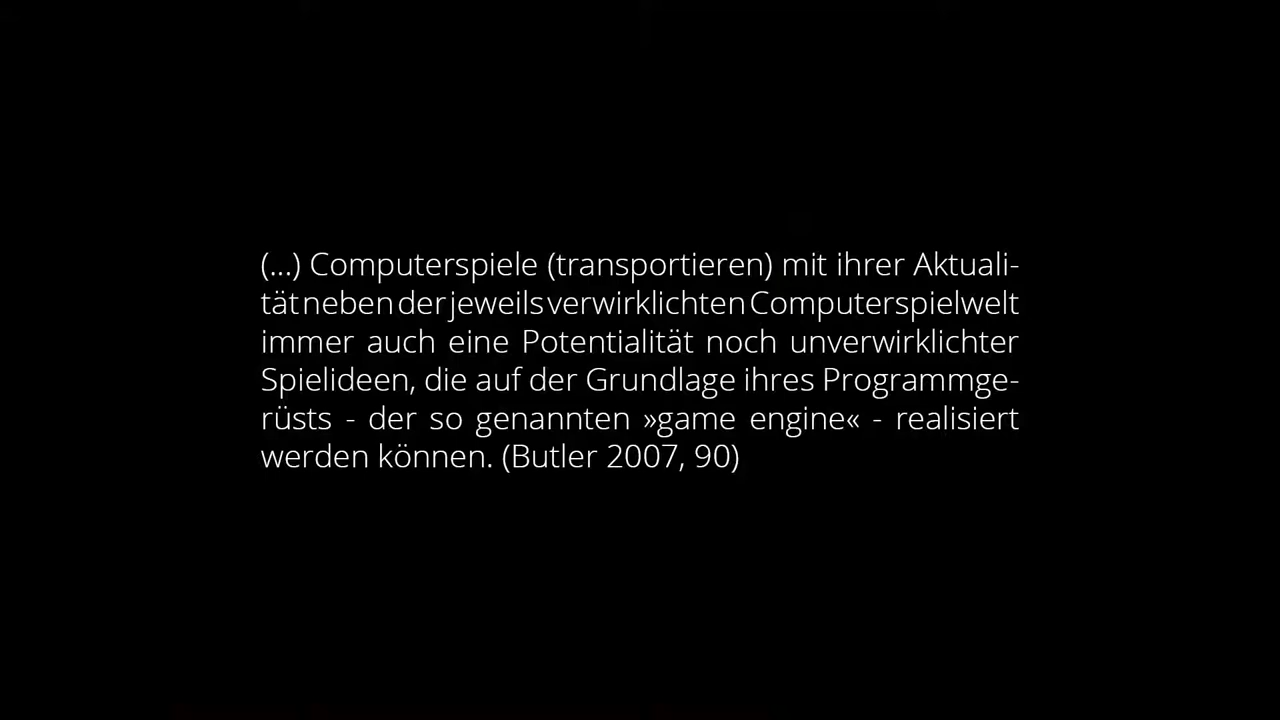 (...) Computerspiele (transportieren) mit ihrer Aktuali-
tät neben der jeweils verwirklichten Computerspielwelt
immer auch eine Potentialität noch unverwirklichter
Spielideen, die auf der Grundlage ihres Programmge-
rüsts - der so genannten »game engine« - realisiert
werden können. (Butler 2007, 90)